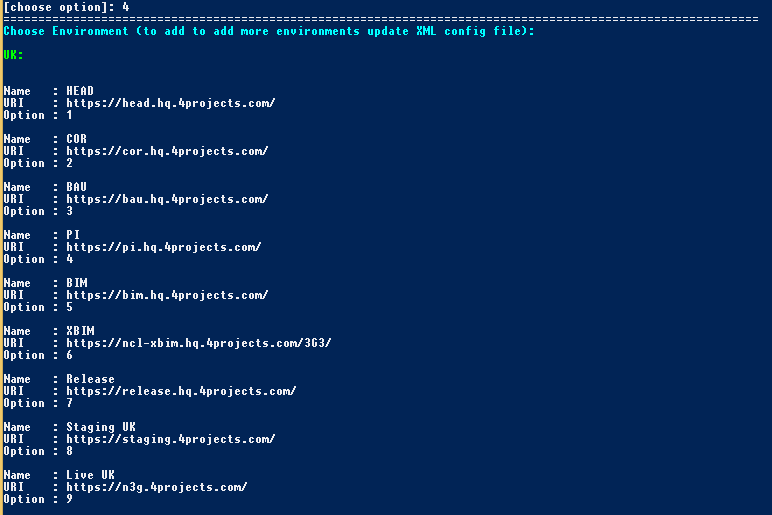 [choose option]: 4
================================================================================================================
Choose Environment (to add to add more environments update XML config file):
UK:
Name   : HEAD
URI    : https://head.hq.4projects.com/
Option : 1
Name   : COR
URI    : https://cor.hq.4projects.com/
Option : 2
Name   : BAU
URI    : https://bau.hq.4projects.com/
Option : 3
Name   : PI
URI    : https://pi.hq.4projects.com/
Option : 4
Name   : BIM
URI    : https://bim.hq.4projects.com/
Option : 5
Name   : XBIM
URI    : https://ncl-xbim.hq.4projects.com/3G3/
Option : 6
Name   : Release
URI    : https://release.hq.4projects.com/
Option : 7
Name   : Staging UK
URI    : https://staging.4projects.com/
Option : 8
Name   : Live UK
URI    : https://n3g.4projects.com/
Option : 9